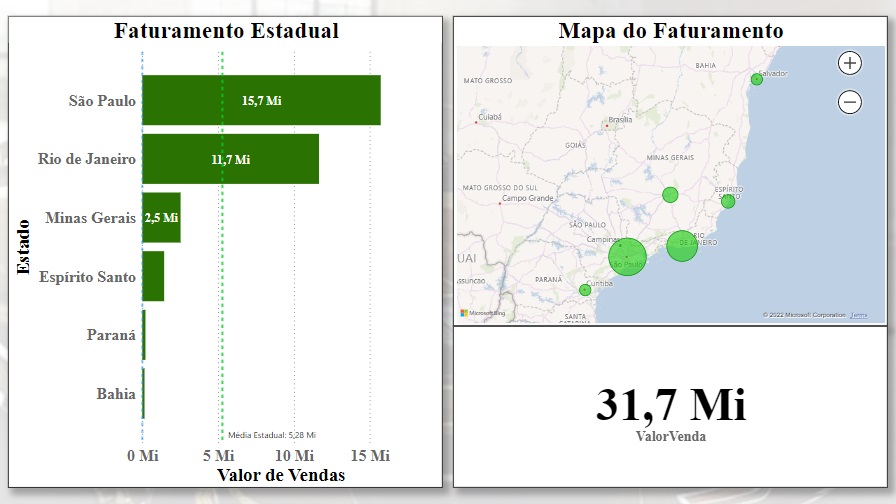 Faturamento Estadual
São Paulo
15,7 Mi
Rio de Janeiro
11,7 Mi
Minas Gerais
2,5 Mi
Espírito Santo
Paraná
Bahia
Estado
Média Estadual: 5,28 Mi
0 Mi
5 Mi
10 Mi
15 Mi
Valor de Vendas
Mapa do Faturamento
BAHIA
Salvador
MATO GROSSO
Cuiabá
Brasília
GOIÁS
MINAS GERAIS
MATO GROSSO DO SUL
Campo Grande
ESPÍRITO
SANTO
SÃO PAULO
Campinas
RIO
DE JANEIRO
São Paulo
UAI
Assuncao
PARANÁ
Curitiba
SANTA
CATARINA
Microsoft Bing
© 2022 Microsoft Corporation Terms
31,7 Mi
ValorVenda